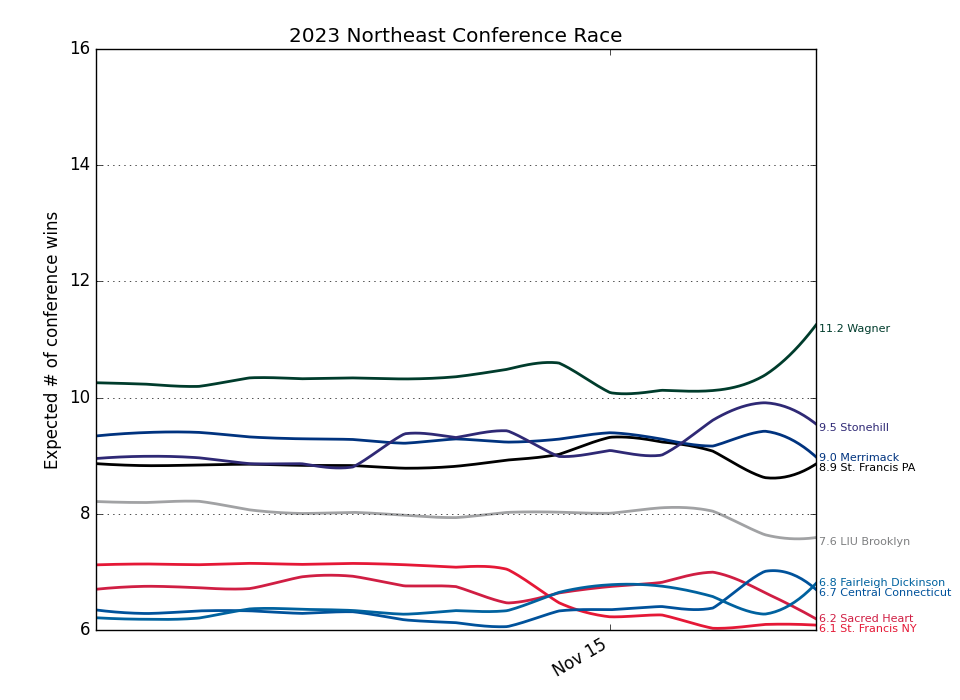 2023 Northeast Conference Race
Expected # of conference wins
16
14
12
10
8
6
Nov 15
11.2 Wagner
9.5 Stonehill
9.0 Merrimack
8.9 St. Francis PA
7.6 LIU Brooklyn
6.8 Fairleigh Dickinson
6.7 Central Connecticut
6.2 Sacred Heart
6.1 St. Francis NY